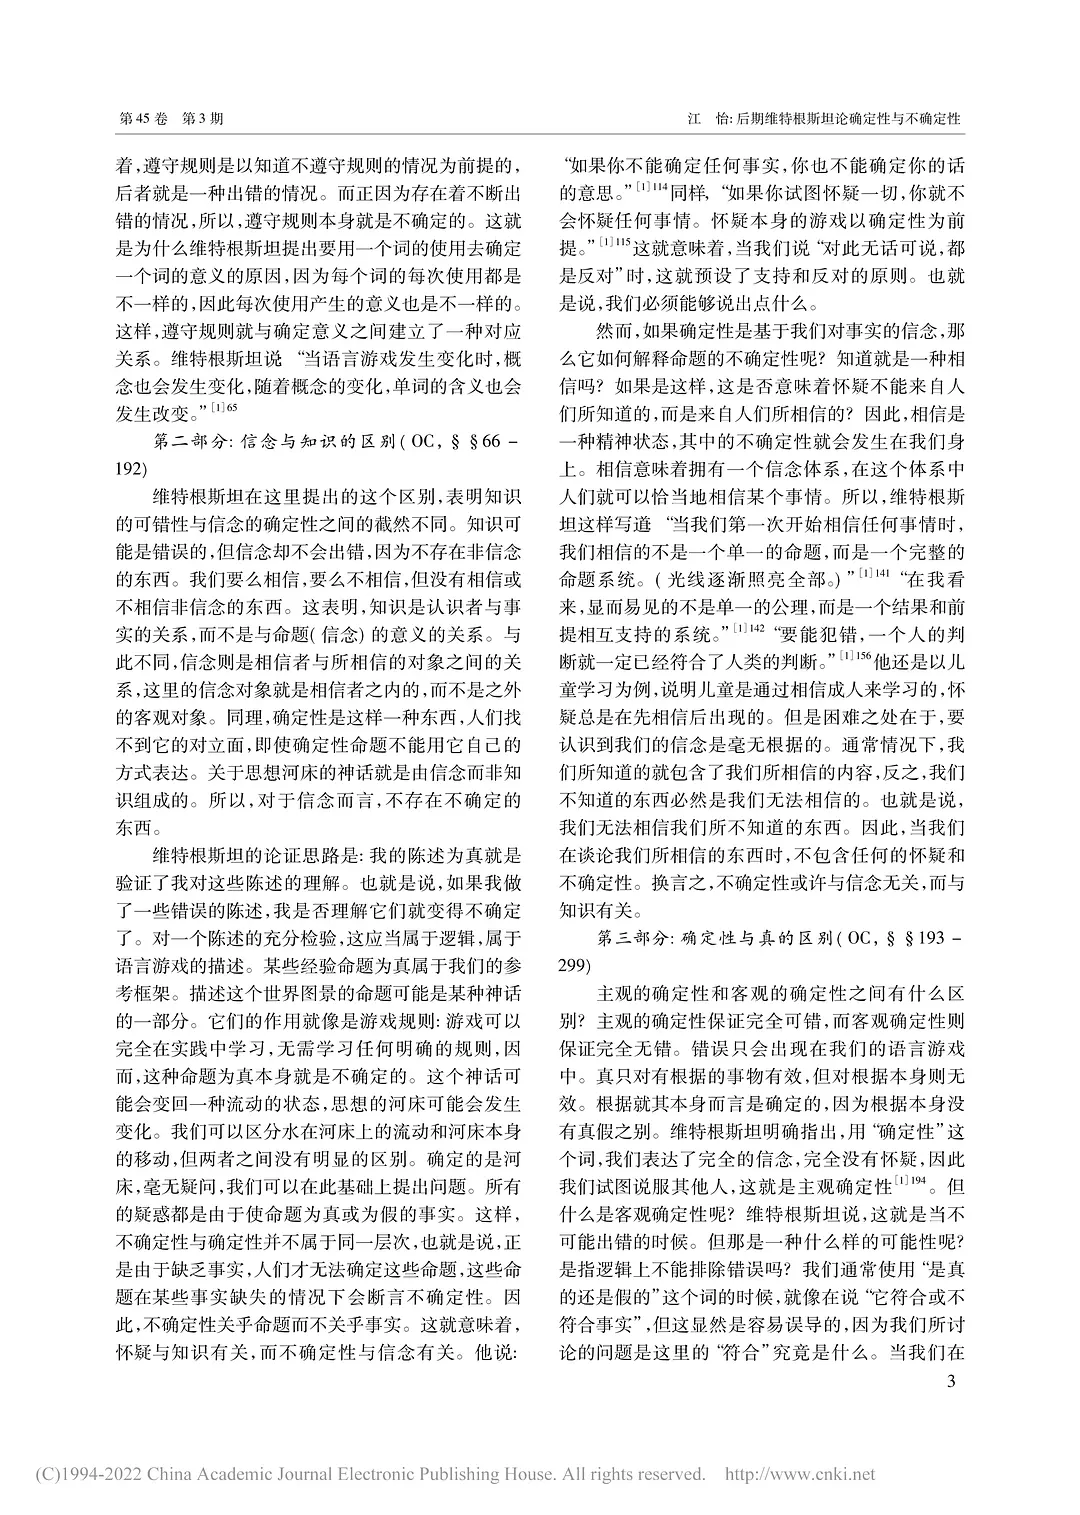 第45卷 第3期
江 怡:后期维特根斯坦论确定性与不确定性
着,遵守规则是以知道不遵守规则的情况为前提的,
后者就是一种出错的情况。而正因为存在着不断出
错的情况,所以,遵守规则本身就是不确定的。这就
是为什么维特根斯坦提出要用一个词的使用去确定
一个词的意义的原因,因为每个词的每次使用都是
不一样的,因此每次使用产生的意义也是不一样的。
这样,遵守规则就与确定意义之间建立了一种对应
关系。维特根斯坦说 “当语言游戏发生变化时,概
念也会发生变化,随着概念的变化,单词的含义也会
发生改变。”[1]65
第二部分: 信念与知识的区别( OC, § §66 -
192)
维特根斯坦在这里提出的这个区别,表明知识
的可错性与信念的确定性之间的截然不同。知识可
能是错误的,但信念却不会出错,因为不存在非信念
的东西。我们要么相信,要么不相信,但没有相信或
不相信非信念的东西。这表明,知识是认识者与事
实的关系,而不是与命题( 信念) 的意义的关系。与
此不同,信念则是相信者与所相信的对象之间的关
系,这里的信念对象就是相信者之内的,而不是之外
的客观对象。同理,确定性是这样一种东西,人们找
不到它的对立面,即使确定性命题不能用它自己的
方式表达。关于思想河床的神话就是由信念而非知
识组成的。所以,对于信念而言,不存在不确定的
东西。
维特根斯坦的论证思路是: 我的陈述为真就是
验证了我对这些陈述的理解。也就是说,如果我做
了一些错误的陈述,我是否理解它们就变得不确定
了。对一个陈述的充分检验,这应当属于逻辑,属于
语言游戏的描述。某些经验命题为真属于我们的参
考框架。描述这个世界图景的命题可能是某种神话
的一部分。它们的作用就像是游戏规则: 游戏可以
完全在实践中学习,无需学习任何明确的规则,因
而,这种命题为真本身就是不确定的。这个神话可
能会变回一种流动的状态,思想的河床可能会发生
变化。我们可以区分水在河床上的流动和河床本身
的移动,但两者之间没有明显的区别。确定的是河
床,毫无疑问,我们可以在此基础上提出问题。所有
的疑惑都是由于使命题为真或为假的事实。这样,
不确定性与确定性并不属于同一层次,也就是说,正
是由于缺乏事实,人们才无法确定这些命题,这些命
题在某些事实缺失的情况下会断言不确定性。因
此,不确定性关乎命题而不关乎事实。这就意味着,
怀疑与知识有关,而不确定性与信念有关。他说:
“如果你不能确定任何事实,你也不能确定你的话
的意思。”[1]114同样, “如果你试图怀疑一切,你就不
会怀疑任何事情。怀疑本身的游戏以确定性为前
提。”[1]115这就意味着,当我们说“对此无话可说,都
是反对”时,这就预设了支持和反对的原则。也就
是说,我们必须能够说出点什么。
然而,如果确定性是基于我们对事实的信念,那
么它如何解释命题的不确定性呢? 知道就是一种相
信吗? 如果是这样,这是否意味着怀疑不能来自人
们所知道的,而是来自人们所相信的? 因此,相信是
一种精神状态,其中的不确定性就会发生在我们身
上。相信意味着拥有一个信念体系,在这个体系中
人们就可以恰当地相信某个事情。所以,维特根斯
坦这样写道 “当我们第一次开始相信任何事情时,
我们相信的不是一个单一的命题,而是一个完整的
命题系统。( 光线逐渐照亮全部。) ”[1]141 “在我看
来,显而易见的不是单一的公理,而是一个结果和前
提相互支持的系统。”[1]142 “要能犯错,一个人的判
断就一定已经符合了人类的判断。”[1]156他还是以儿
童学习为例,说明儿童是通过相信成人来学习的,怀
疑总是在先相信后出现的。但是困难之处在于,要
认识到我们的信念是毫无根据的。通常情况下,我
们所知道的就包含了我们所相信的内容,反之,我们
不知道的东西必然是我们无法相信的。也就是说,
我们无法相信我们所不知道的东西。因此,当我们
在谈论我们所相信的东西时,不包含任何的怀疑和
不确定性。换言之,不确定性或许与信念无关,而与
知识有关。
第三部分: 确定性与真的区别( OC, § §193 -
299)
主观的确定性和客观的确定性之间有什么区
别? 主观的确定性保证完全可错,而客观确定性则
保证完全无错。错误只会出现在我们的语言游戏
中。真只对有根据的事物有效,但对根据本身则无
效。根据就其本身而言是确定的,因为根据本身没
有真假之别。维特根斯坦明确指出,用“确定性”这
个词,我们表达了完全的信念,完全没有怀疑,因此
我们试图说服其他人,这就是主观确定性[1]194。但
什么是客观确定性呢? 维特根斯坦说,这就是当不
可能出错的时候。但那是一种什么样的可能性呢?
是指逻辑上不能排除错误吗? 我们通常使用“是真
的还是假的”这个词的时候,就像在说“它符合或不
符合事实”,但这显然是容易误导的,因为我们所讨
论的问题是这里的“符合”究竟是什么。当我们在
3
(C)1994-2022 China Academic Journal Electronic Publishing House. All rights reserved. http://www.cnki.net